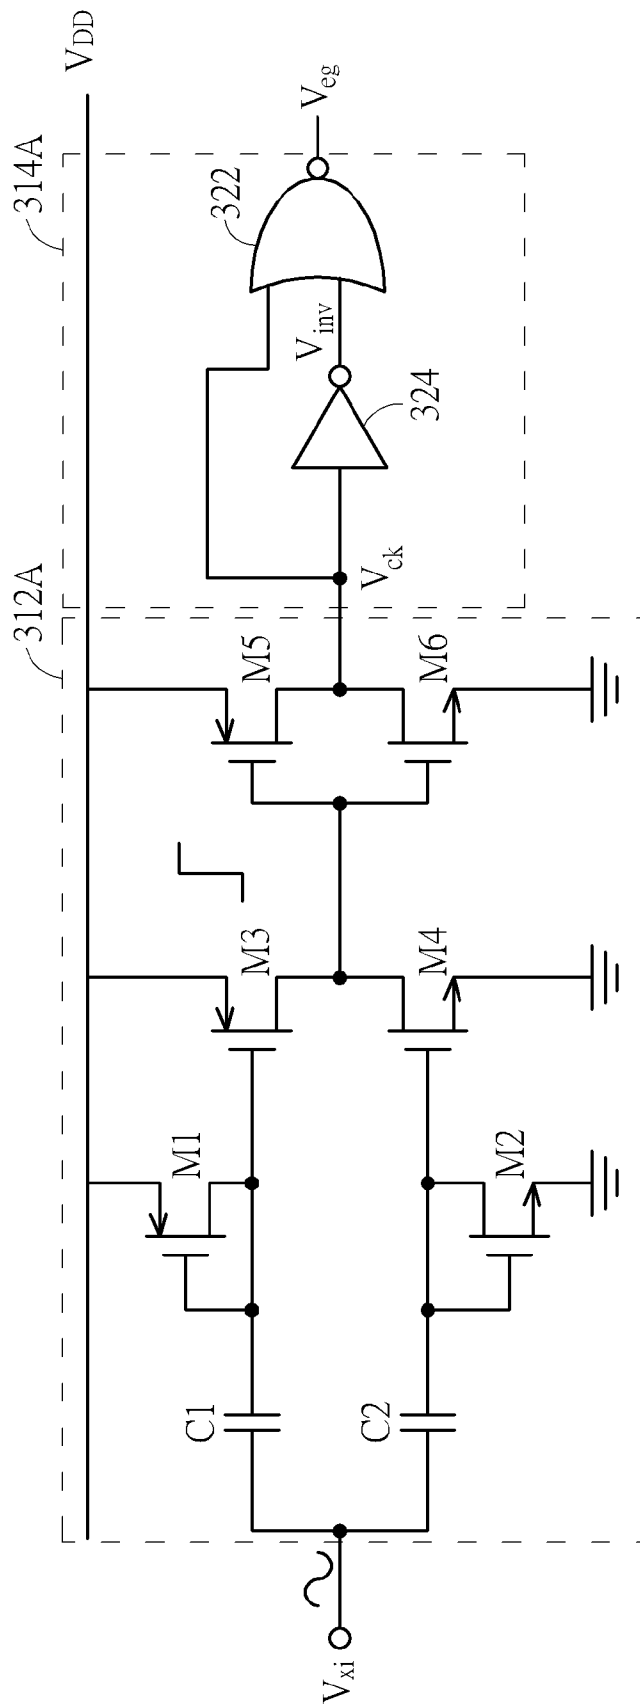 312A
314A
V_DD
M1
M3
M5
322
C1
V_xi
V_ck
V_inv
V_eg
C2
M2
M4
M6
324